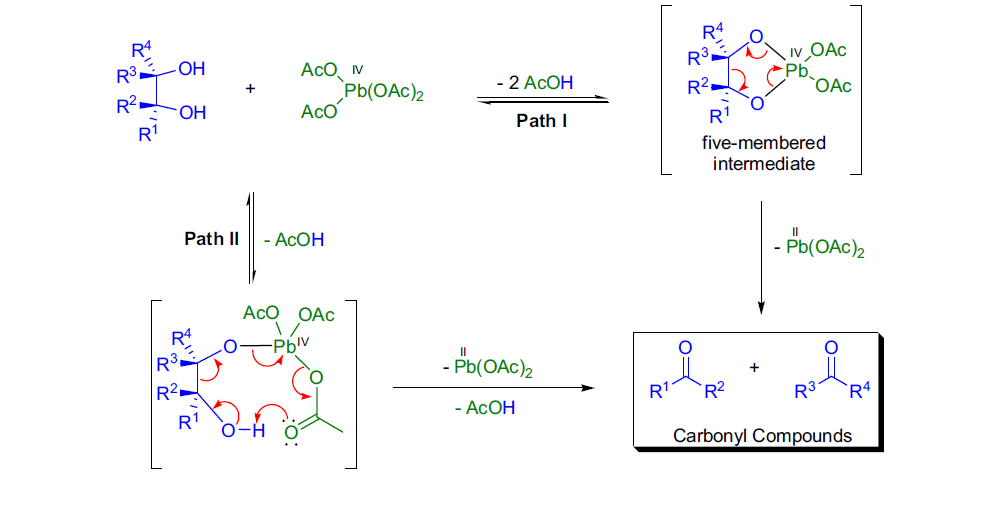 R4
R3
OH
R2
OH
R1
+
AcO IV
Pb(OAc)2
AcO
- 2 AcOH
Path I
R4
O
R3
IV OAc
Pb
R2
OAc
O
R1
five-membered
intermediate
Path II
- AcOH
II
- Pb(OAc)2
AcO OAc
R4
O
PbIV
R3
O
R2
R1
O-H
O
II
- Pb(OAc)2
- AcOH
O
R1 R2
+
O
R3 R4
Carbonyl Compounds